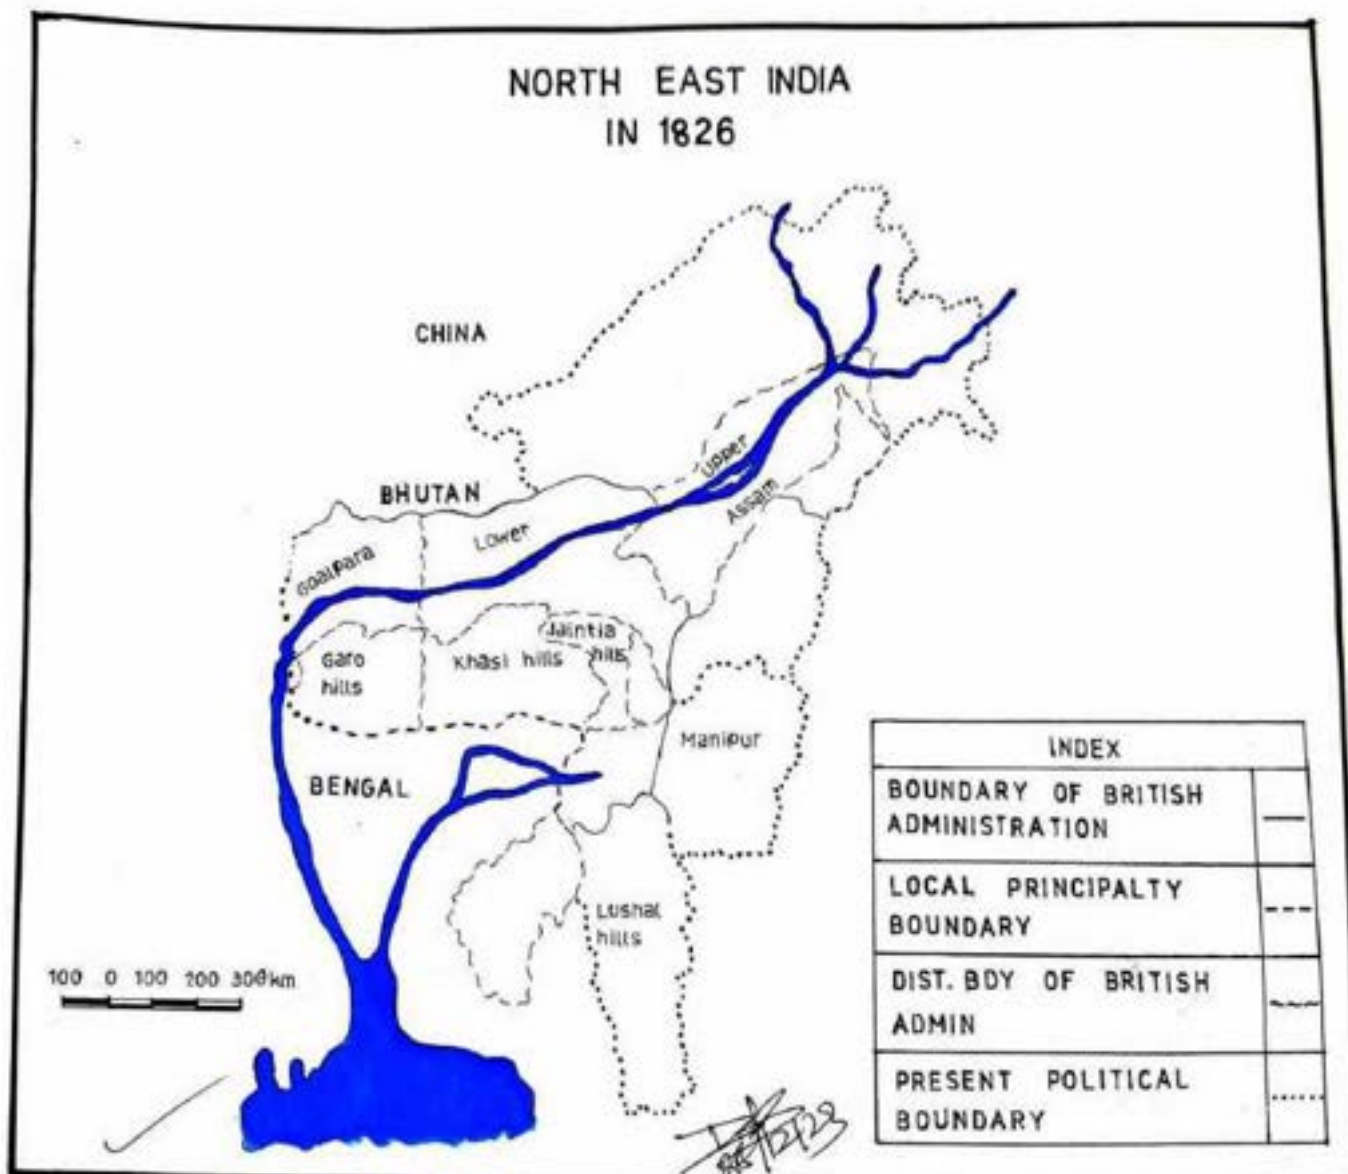 NORTH EAST INDIA
IN 1826
CHINA
BHUTAN
Upper
Assam
Lower
Goalpara
Jaintia
hills
Khasi hills
Garo
hills
Manipur
BENGAL
Lushai
hills
100 0 100 200 300 km
INDEX
BOUNDARY OF BRITISH
ADMINISTRATION
LOCAL PRINCIPALTY
BOUNDARY
DIST. BDY OF BRITISH
ADMIN
PRESENT POLITICAL
BOUNDARY